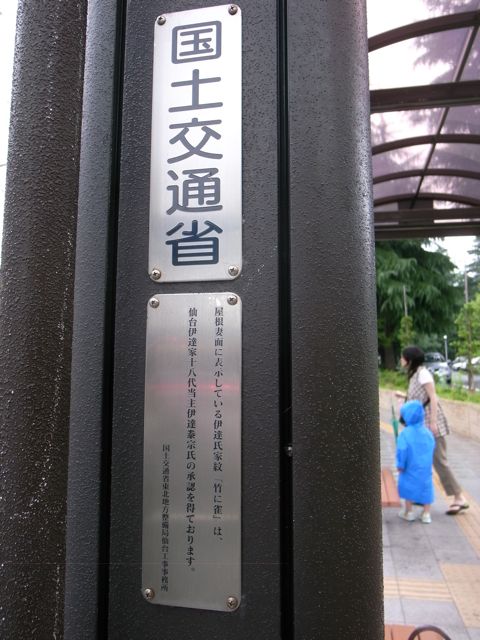 国土交通省
屋根妻面に表示している伊達氏家紋「竹に雀」は、
仙台伊達家十八代当主伊達泰宗氏の承認を得ております。
国土交通省東北地方整備局仙台工事事務所